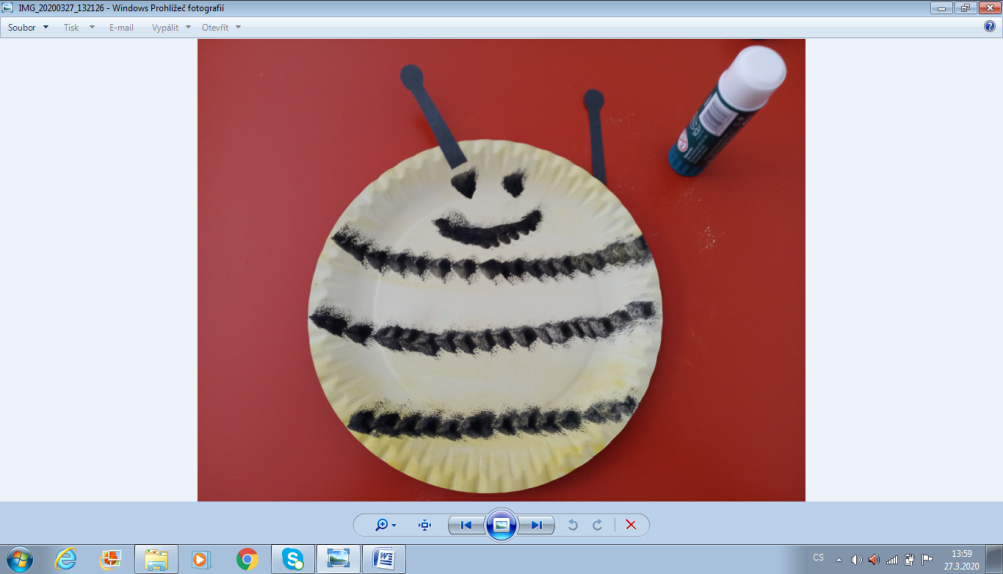 IMG_20200327_132126 - Windows Prohlížeč fotografií
Soubor Tisk E-mail Vypálit Otevřít
CS 13:59
27.3.2020